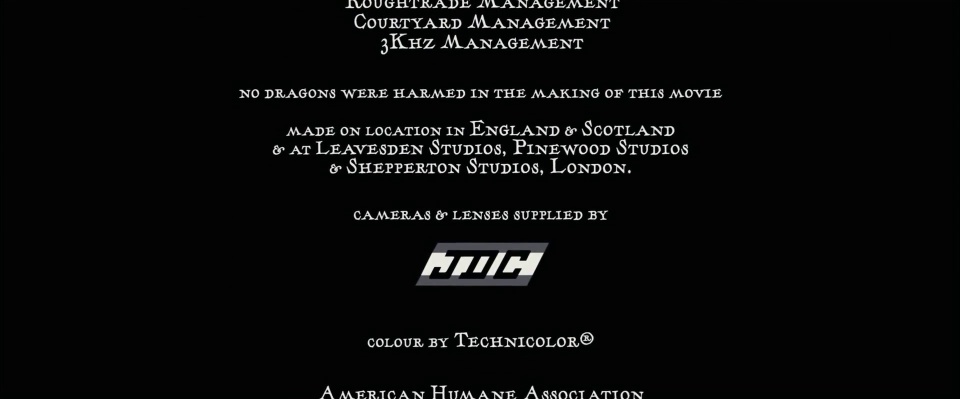 Roughtrade Management
Courtyard Management
3Khz Management
no dragons were harmed in the making of this movie
made on location in England & Scotland
& at Leavesden Studios, Pinewood Studios
& Shepperton Studios, London.
cameras & lenses supplied by
JDC
colour by Technicolor®
American Humane Association